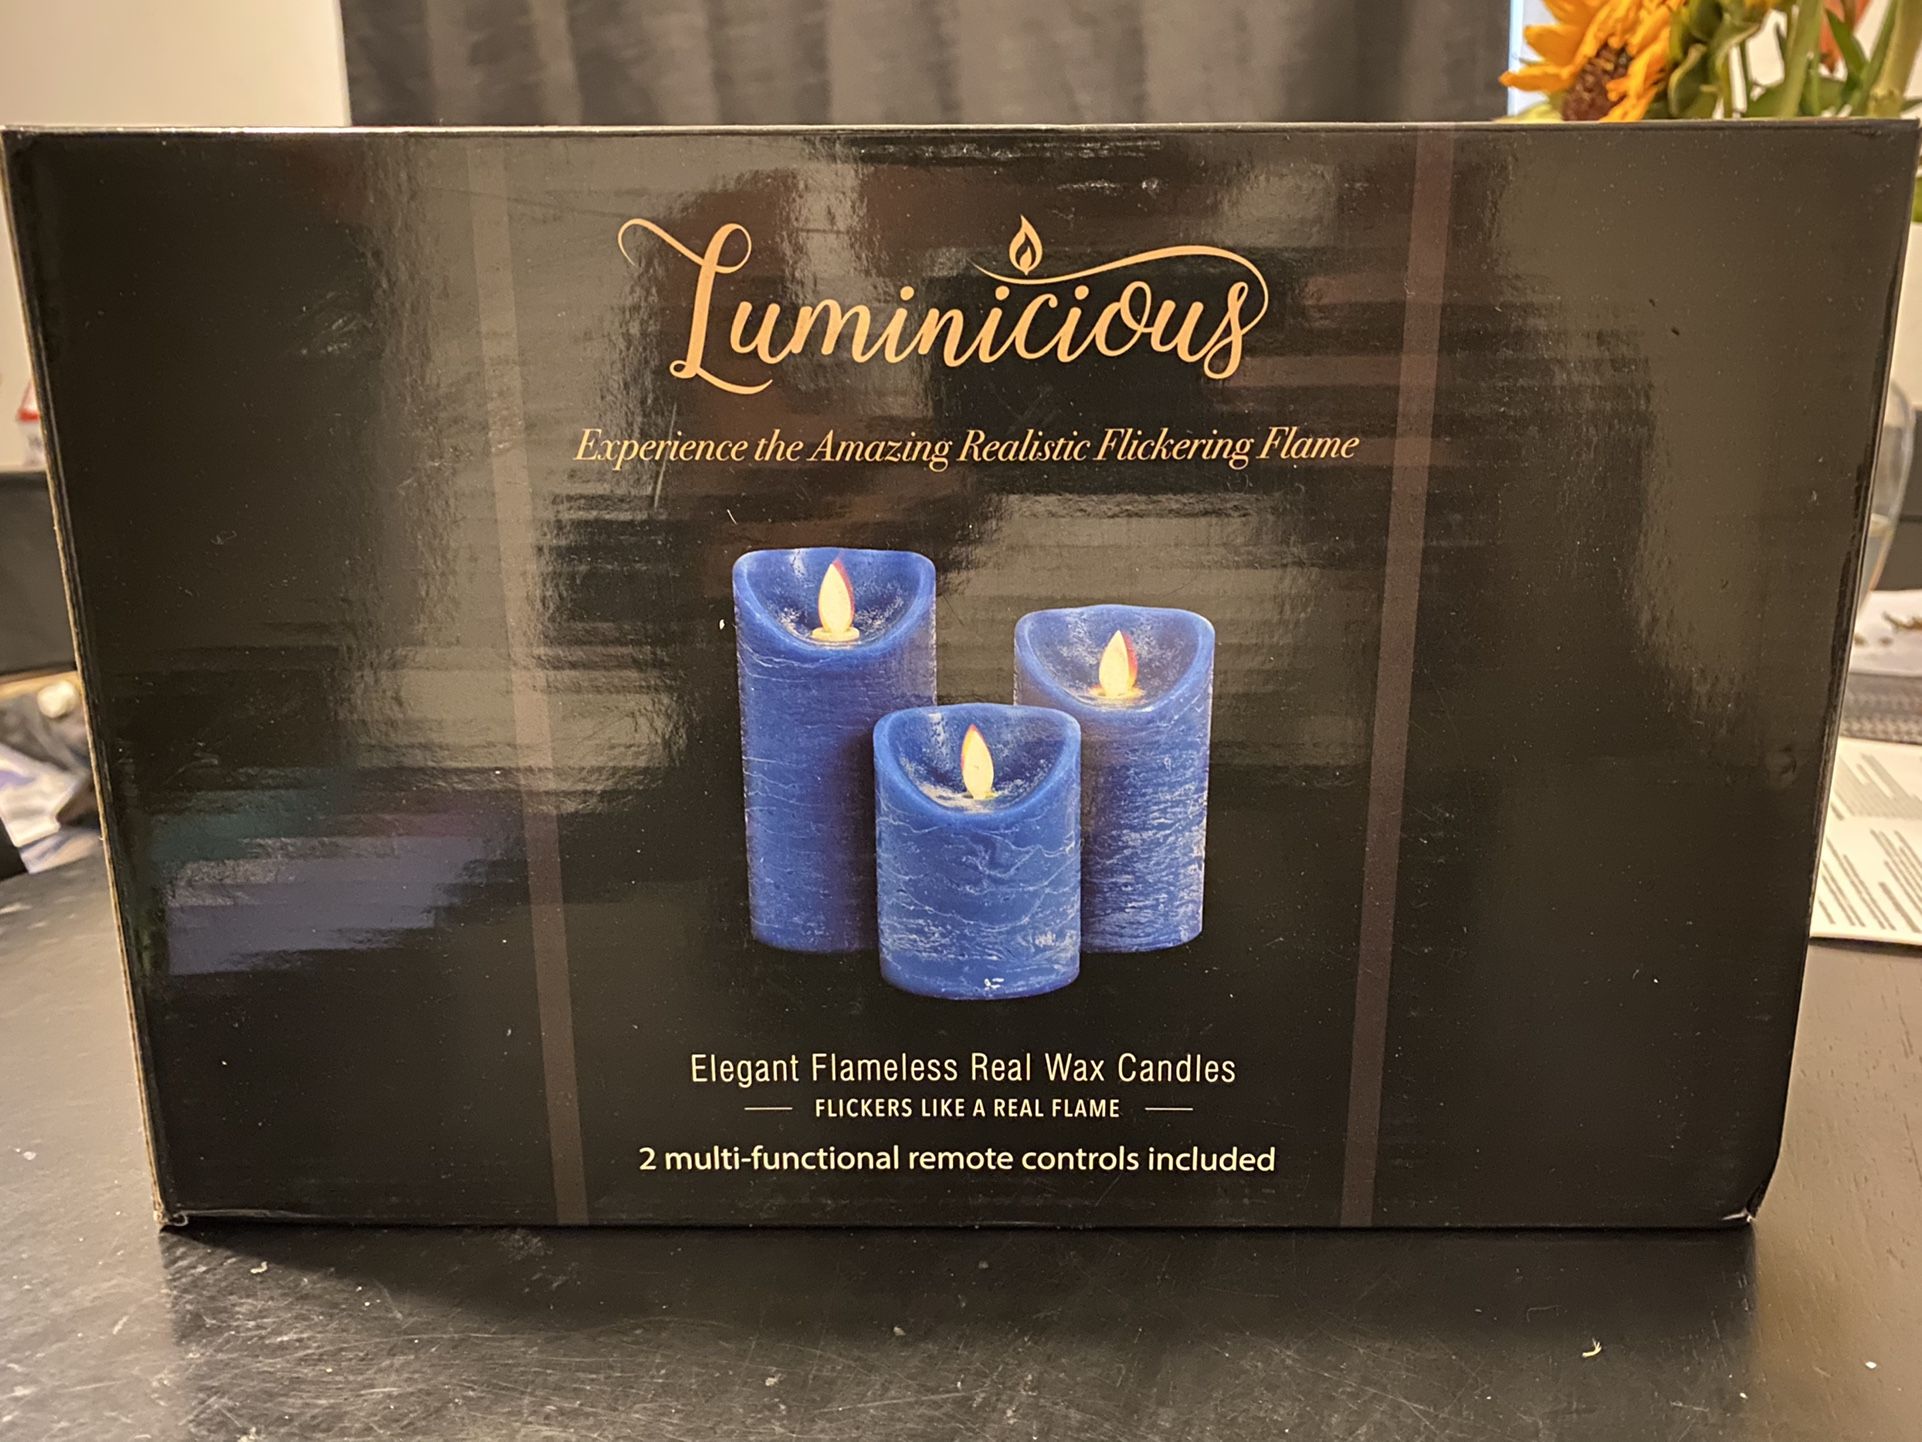 Luminicious
Experience the Amazing Realistic Flickering Flame
Elegant Flameless Real Wax Candles
FLICKERS LIKE A REAL FLAME
2 multi-functional remote controls included